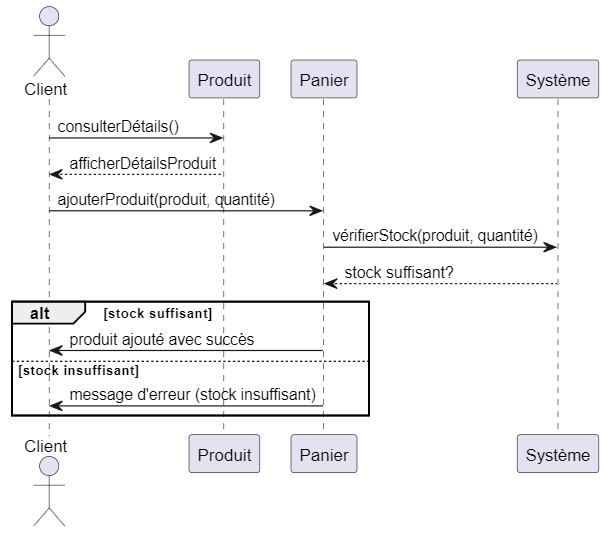 Client
Produit
Panier
Système
consulterDétails()
afficherDétailsProduit
ajouterProduit(produit, quantité)
vérifierStock(produit, quantité)
stock suffisant?
alt [stock suffisant]
produit ajouté avec succès
[stock insuffisant]
message d'erreur (stock insuffisant)
Client
Produit
Panier
Système